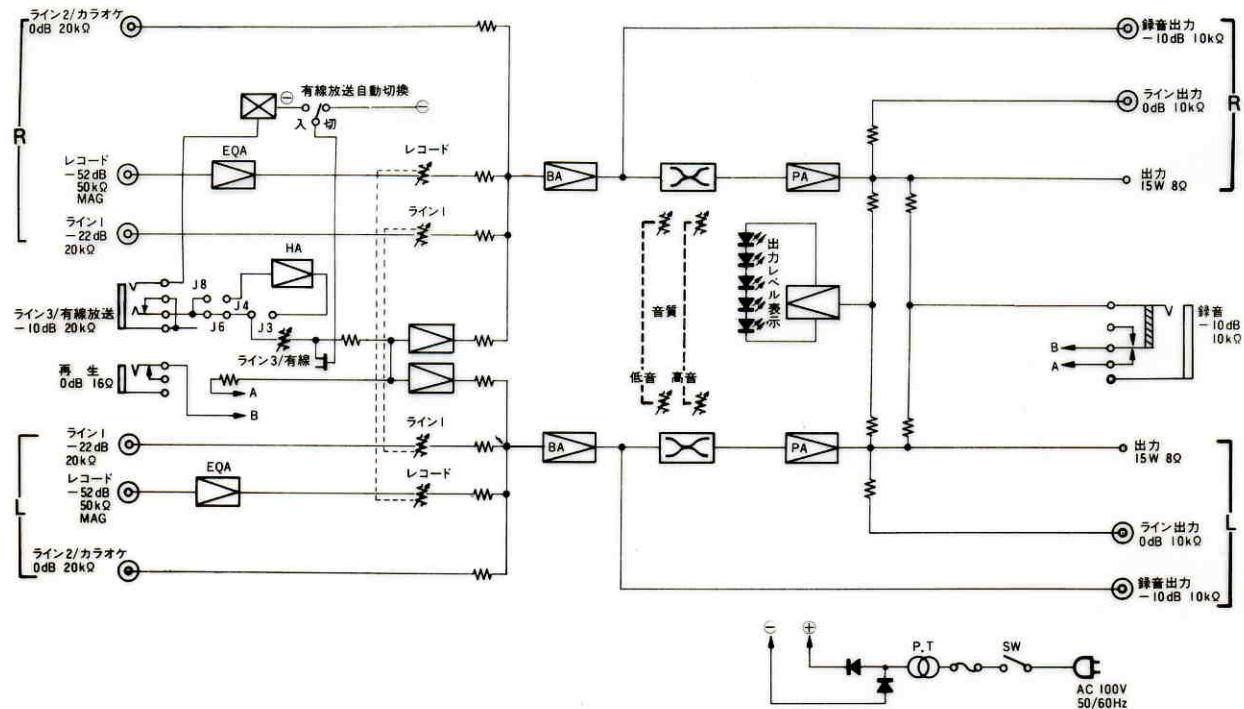 ライン2/カラオケ
0dB 20kΩ
R
有線放送自動切換
入 切
レコード
-52dB
50kΩ
MAG
EQA
レコード
ライン1
-22dB
20kΩ
ライン1
HA
J8
J4
J6
J3
ライン3/有線放送
-10dB 20kΩ
ライン3/有線
再生
0dB 16Ω
A
B
ライン1
-22dB
20kΩ
ライン1
L
レコード
-52dB
50kΩ
MAG
EQA
レコード
ライン2/カラオケ
0dB 20kΩ
BA
PA
音質
低音
高音
出力レベル表示
BA
PA
録音出力
-10dB 10kΩ
ライン出力
0dB 10kΩ
R
出力
15W 8Ω
録音
-10dB
10kΩ
B
A
出力
15W 8Ω
L
ライン出力
0dB 10kΩ
録音出力
-10dB 10kΩ
P.T
SW
AC 100V
50/60Hz